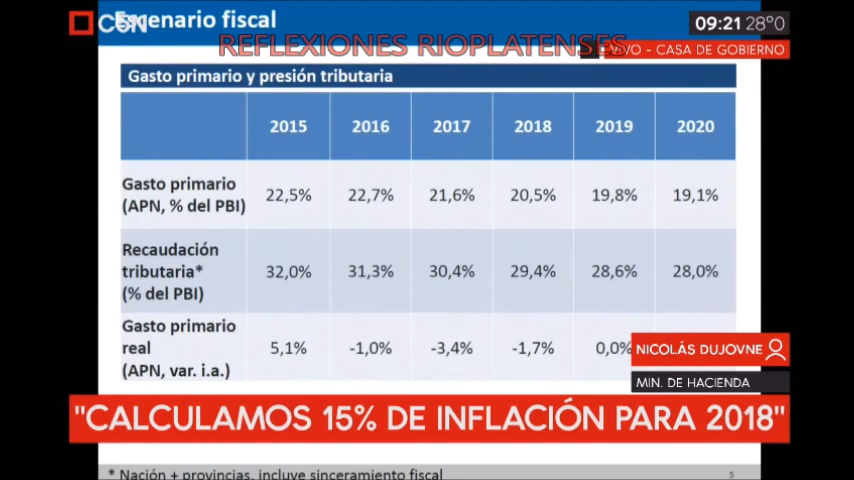 Escenario fiscal
C5N
09:21 28°0
REFLEXIONES RIOPLATENSES
VIVO - CASA DE GOBIERNO
Gasto primario y presión tributaria
2015 2016 2017 2018 2019 2020
Gasto primario
(APN, % del PBI)
22,5% 22,7% 21,6% 20,5% 19,8% 19,1%
Recaudación
tributaria*
(% del PBI)
32,0% 31,3% 30,4% 29,4% 28,6% 28,0%
Gasto primario
real
(APN, var. i.a.)
5,1% -1,0% -3,4% -1,7% 0,0%
NICOLÁS DUJOVNE
MIN. DE HACIENDA
"CALCULAMOS 15% DE INFLACIÓN PARA 2018"
* Nación + provincias, incluye sinceramiento fiscal
5